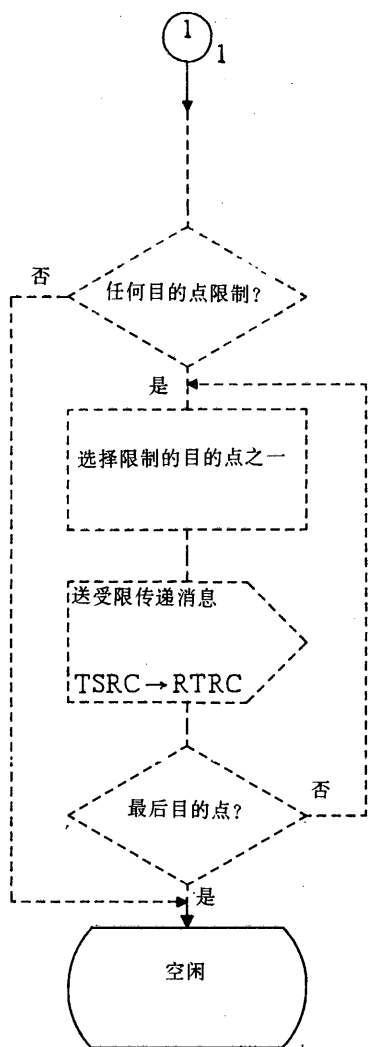 1
1
否
任何目的点限制？
是
选择限制的目的点之一
送受限传递消息
TSRC→RTRC
最后目的点？
否
是
空闲